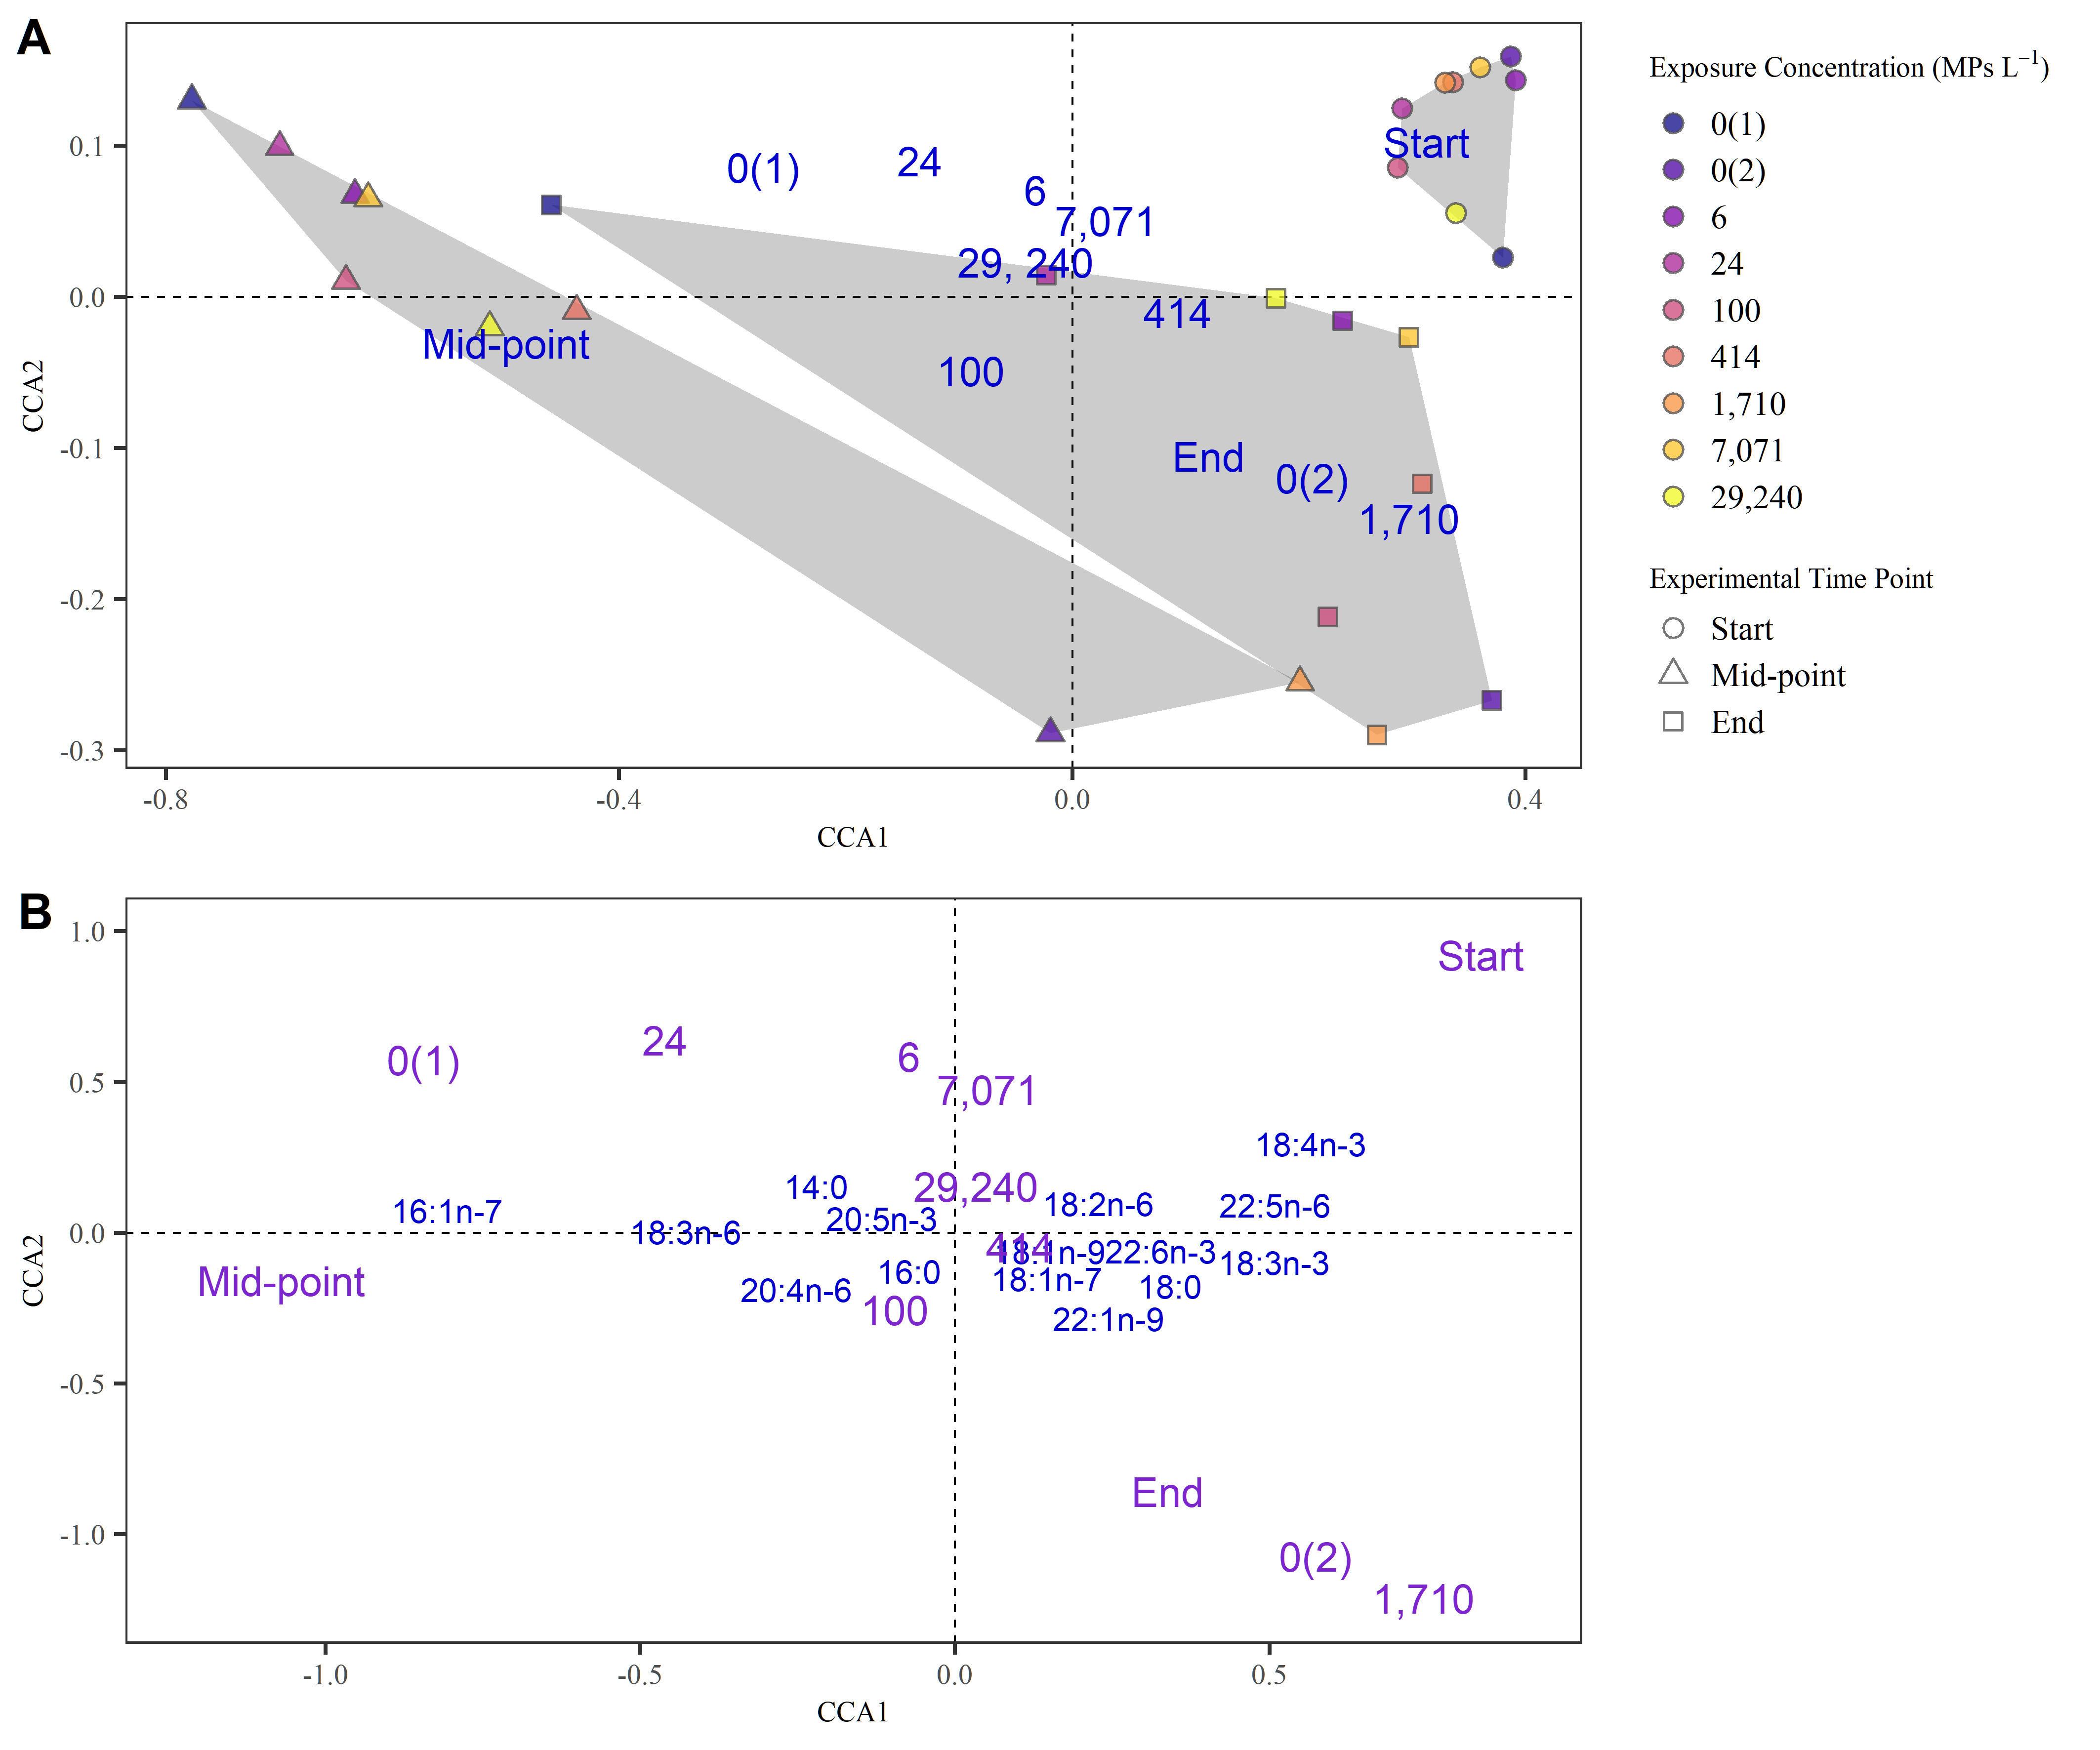 A
Exposure Concentration (MPs L⁻¹)
0(1)
0(2)
6
24
100
414
1,710
7,071
29,240
Experimental Time Point
Start
Mid-point
End
CCA2
0.1
0.0
-0.1
-0.2
-0.3
Start
0(1)
24
6
7,071
29, 240
414
Mid-point
100
End
0(2)
1,710
-0.8
-0.4
0.0
0.4
CCA1
B
CCA2
1.0
0.5
0.0
-0.5
-1.0
Start
24
0(1)
6
7,071
18:4n-3
14:0
29,240
18:2n-6
22:5n-6
16:1n-7
20:5n-3
18:3n-6
414
18:1n-9
22:6n-3
18:3n-3
Mid-point
16:0
18:1n-7
18:0
20:4n-6
100
22:1n-9
End
0(2)
1,710
-1.0
-0.5
0.0
0.5
CCA1